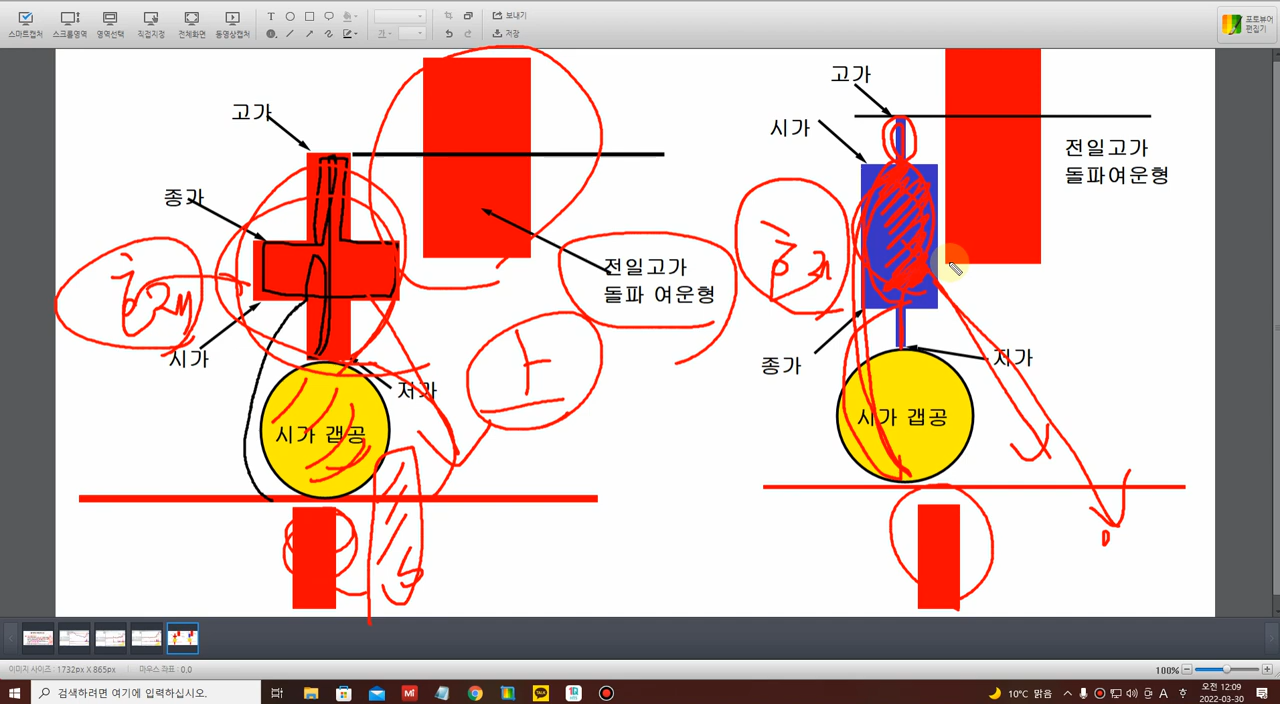 스마트캡처
스크롤영역
영역선택
직접지정
전체화면
동영상캡처
T
가
보내기
저장
포토뷰어
편집기
고가
종가
시가
저가
시가 갭공
전일고가
돌파 여운형
上
고가
시가
종가
저가
시가 갭공
전일고가
돌파여운형
이미지 사이즈 : 1732px X 865px
마우스 좌표 : 0.0
100%
검색하려면 여기에 입력하십시오.
Mi
TALK
10℃ 맑음
A
오전 12:09
2022-03-30